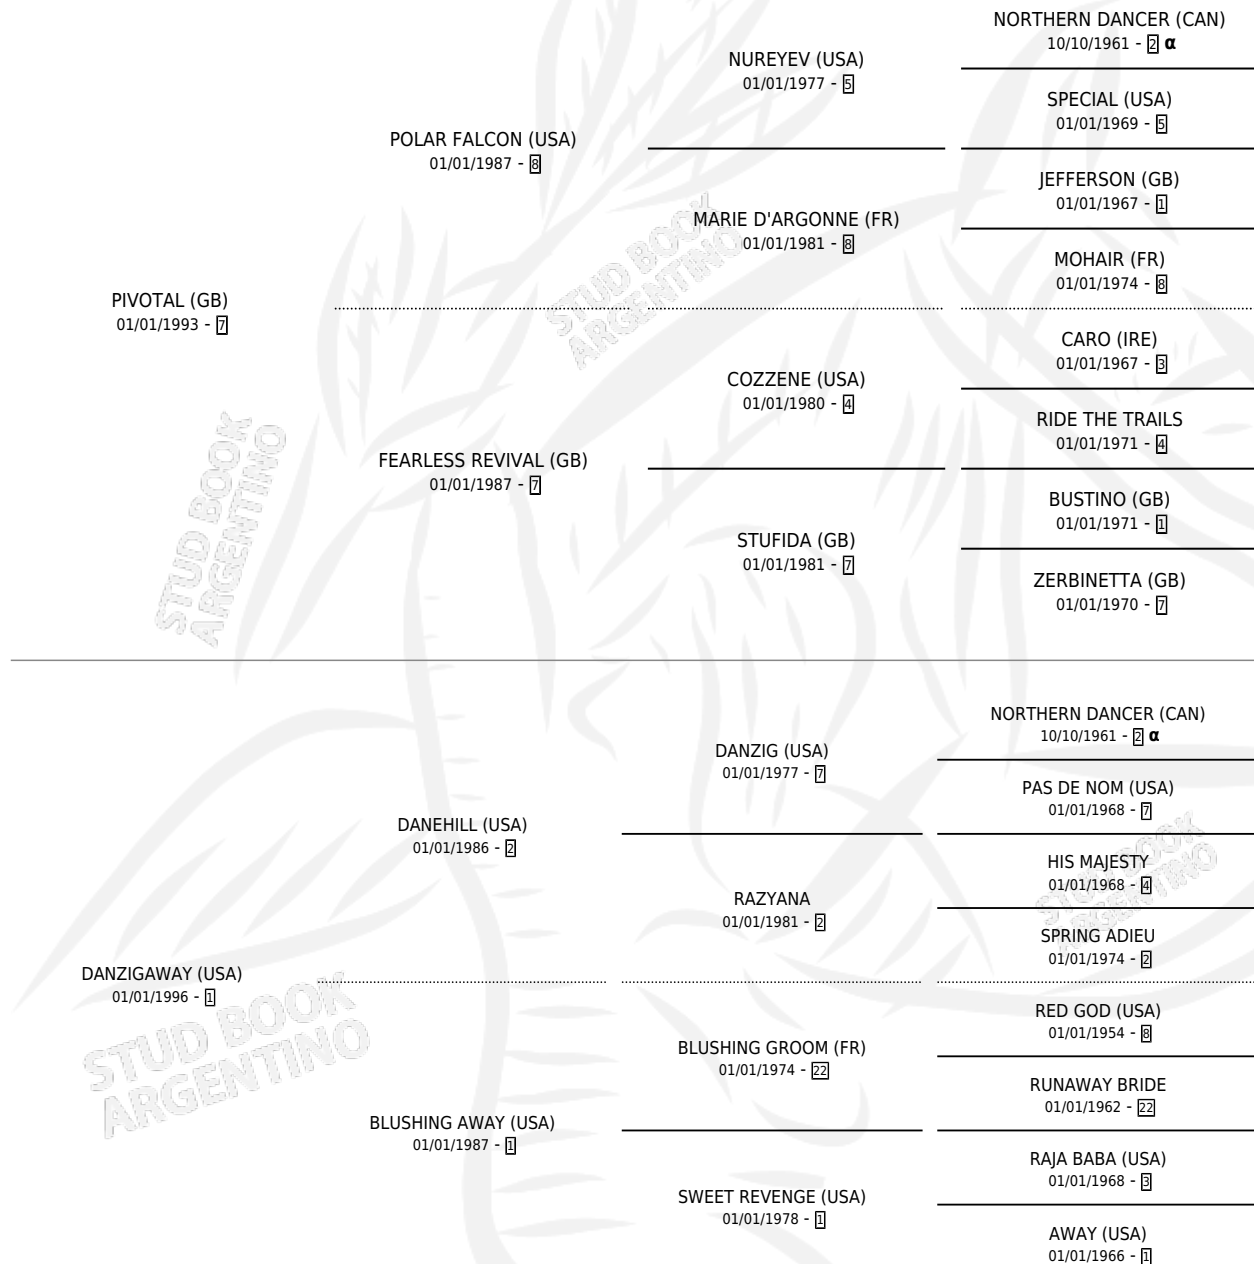 NORTHERN DANCER (CAN)
10/10/1961 - 2 α
NUREYEV (USA)
01/01/1977 - 5
SPECIAL (USA)
01/01/1969 - 5
POLAR FALCON (USA)
01/01/1987 - 8
JEFFERSON (GB)
01/01/1967 - 1
MARIE D'ARGONNE (FR)
01/01/1981 - 8
MOHAIR (FR)
01/01/1974 - 8
PIVOTAL (GB)
01/01/1993 - 7
CARO (IRE)
01/01/1967 - 3
COZZENE (USA)
01/01/1980 - 4
RIDE THE TRAILS
01/01/1971 - 4
FEARLESS REVIVAL (GB)
01/01/1987 - 7
BUSTINO (GB)
01/01/1971 - 1
STUFIDA (GB)
01/01/1981 - 7
ZERBINETTA (GB)
01/01/1970 - 7
STUD BOOK
ARGENTINO
STUD BOOK
ARGENTINO
NORTHERN DANCER (CAN)
10/10/1961 - 2 α
DANZIG (USA)
01/01/1977 - 7
PAS DE NOM (USA)
01/01/1968 - 7
DANEHILL (USA)
01/01/1986 - 2
HIS MAJESTY
01/01/1968 - 4
RAZYANA
01/01/1981 - 2
SPRING ADIEU
01/01/1974 - 2
DANZIGAWAY (USA)
01/01/1996 - 1
RED GOD (USA)
01/01/1954 - 8
BLUSHING GROOM (FR)
01/01/1974 - 22
RUNAWAY BRIDE
01/01/1962 - 22
BLUSHING AWAY (USA)
01/01/1987 - 1
RAJA BABA (USA)
01/01/1968 - 3
SWEET REVENGE (USA)
01/01/1978 - 1
AWAY (USA)
01/01/1966 - 1
STUD BOOK
ARGENTINO
STUD BOOK
ARGENTINO